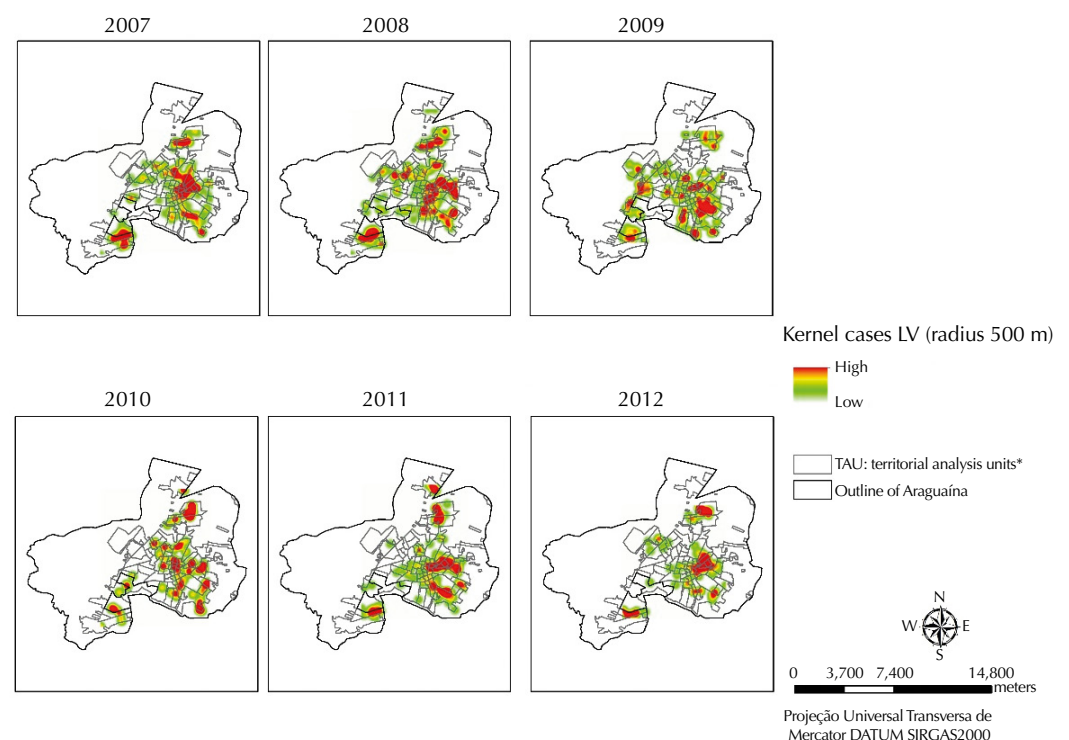 2007
2008
2009
Kernel cases LV (radius 500 m)
High
Low
2010
2011
2012
TAU: territorial analysis units*
Outline of Araguaína
N
W
E
S
0
3,700
7,400
14,800
meters
Projeção Universal Transversa de
Mercator DATUM SIRGAS2000